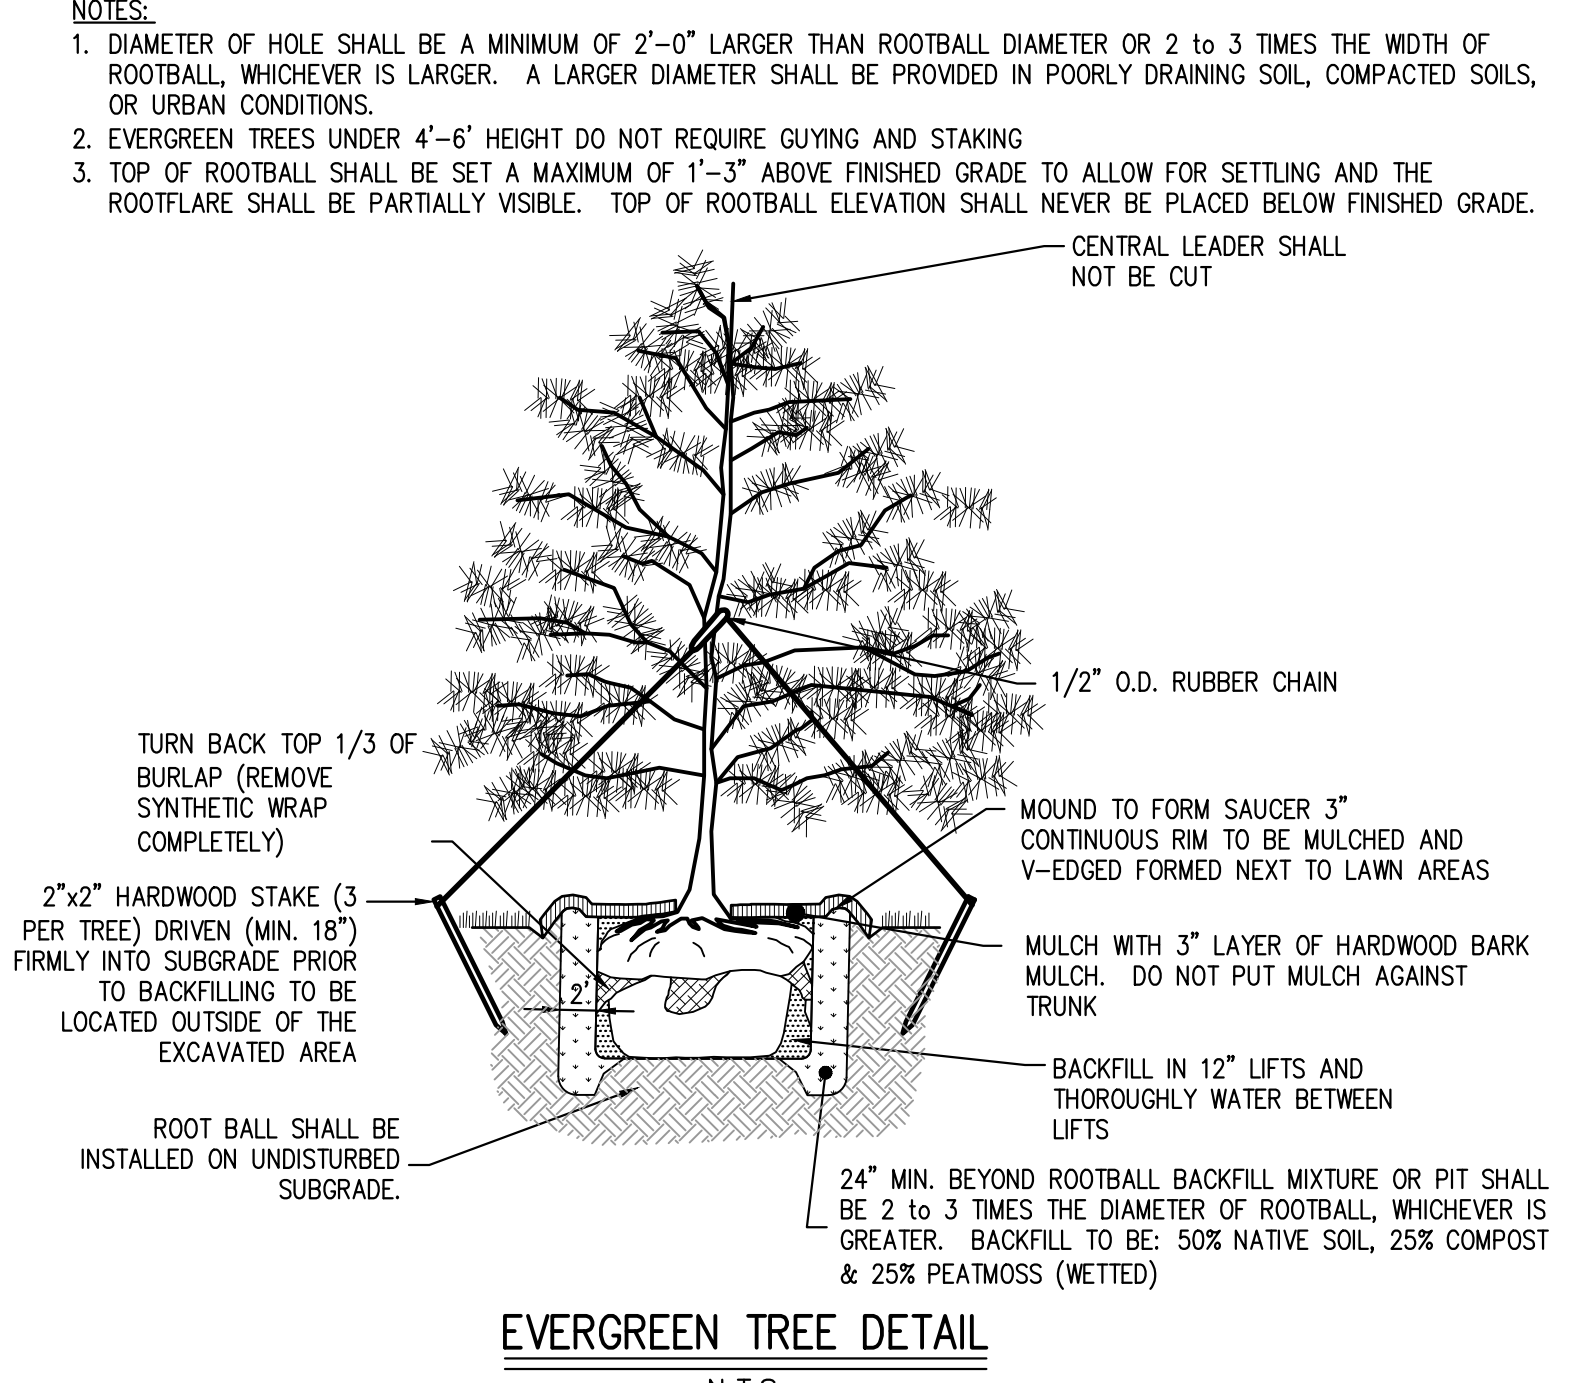 NOTES:
1. DIAMETER OF HOLE SHALL BE A MINIMUM OF 2'-0" LARGER THAN ROOTBALL DIAMETER OR 2 to 3 TIMES THE WIDTH OF
ROOTBALL, WHICHEVER IS LARGER. A LARGER DIAMETER SHALL BE PROVIDED IN POORLY DRAINING SOIL, COMPACTED SOILS,
OR URBAN CONDITIONS.
2. EVERGREEN TREES UNDER 4'-6' HEIGHT DO NOT REQUIRE GUYING AND STAKING
3. TOP OF ROOTBALL SHALL BE SET A MAXIMUM OF 1'-3" ABOVE FINISHED GRADE TO ALLOW FOR SETTLING AND THE
ROOTFLARE SHALL BE PARTIALLY VISIBLE. TOP OF ROOTBALL ELEVATION SHALL NEVER BE PLACED BELOW FINISHED GRADE.
CENTRAL LEADER SHALL
NOT BE CUT
1/2" O.D. RUBBER CHAIN
TURN BACK TOP 1/3 OF
BURLAP (REMOVE
SYNTHETIC WRAP
COMPLETELY)
MOUND TO FORM SAUCER 3"
CONTINUOUS RIM TO BE MULCHED AND
V-EDGED FORMED NEXT TO LAWN AREAS
2"x2" HARDWOOD STAKE (3
PER TREE) DRIVEN (MIN. 18")
FIRMLY INTO SUBGRADE PRIOR
TO BACKFILLING TO BE
LOCATED OUTSIDE OF THE
EXCAVATED AREA
2'
MULCH WITH 3" LAYER OF HARDWOOD BARK
MULCH. DO NOT PUT MULCH AGAINST
TRUNK
BACKFILL IN 12" LIFTS AND
THOROUGHLY WATER BETWEEN
LIFTS
ROOT BALL SHALL BE
INSTALLED ON UNDISTURBED
SUBGRADE.
24" MIN. BEYOND ROOTBALL BACKFILL MIXTURE OR PIT SHALL
BE 2 to 3 TIMES THE DIAMETER OF ROOTBALL, WHICHEVER IS
GREATER. BACKFILL TO BE: 50% NATIVE SOIL, 25% COMPOST
& 25% PEATMOSS (WETTED)
EVERGREEN TREE DETAIL